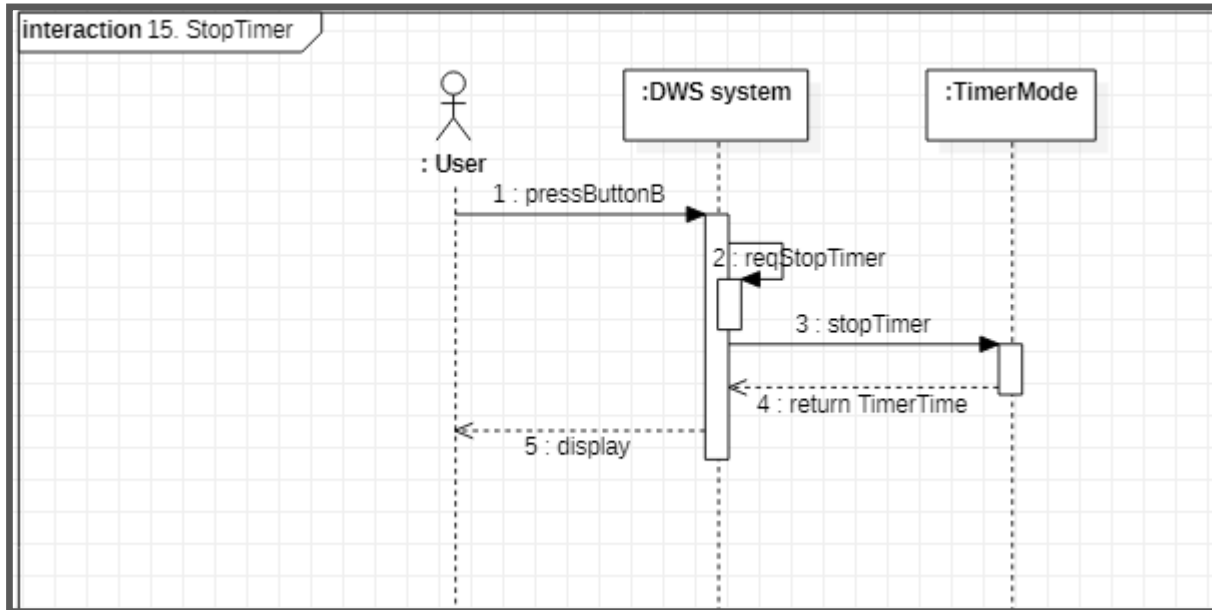 interaction 15. StopTimer
:DWS system
:TimerMode
: User
1 : pressButtonB
2 : reqStopTimer
3 : stopTimer
4 : return TimerTime
5 : display